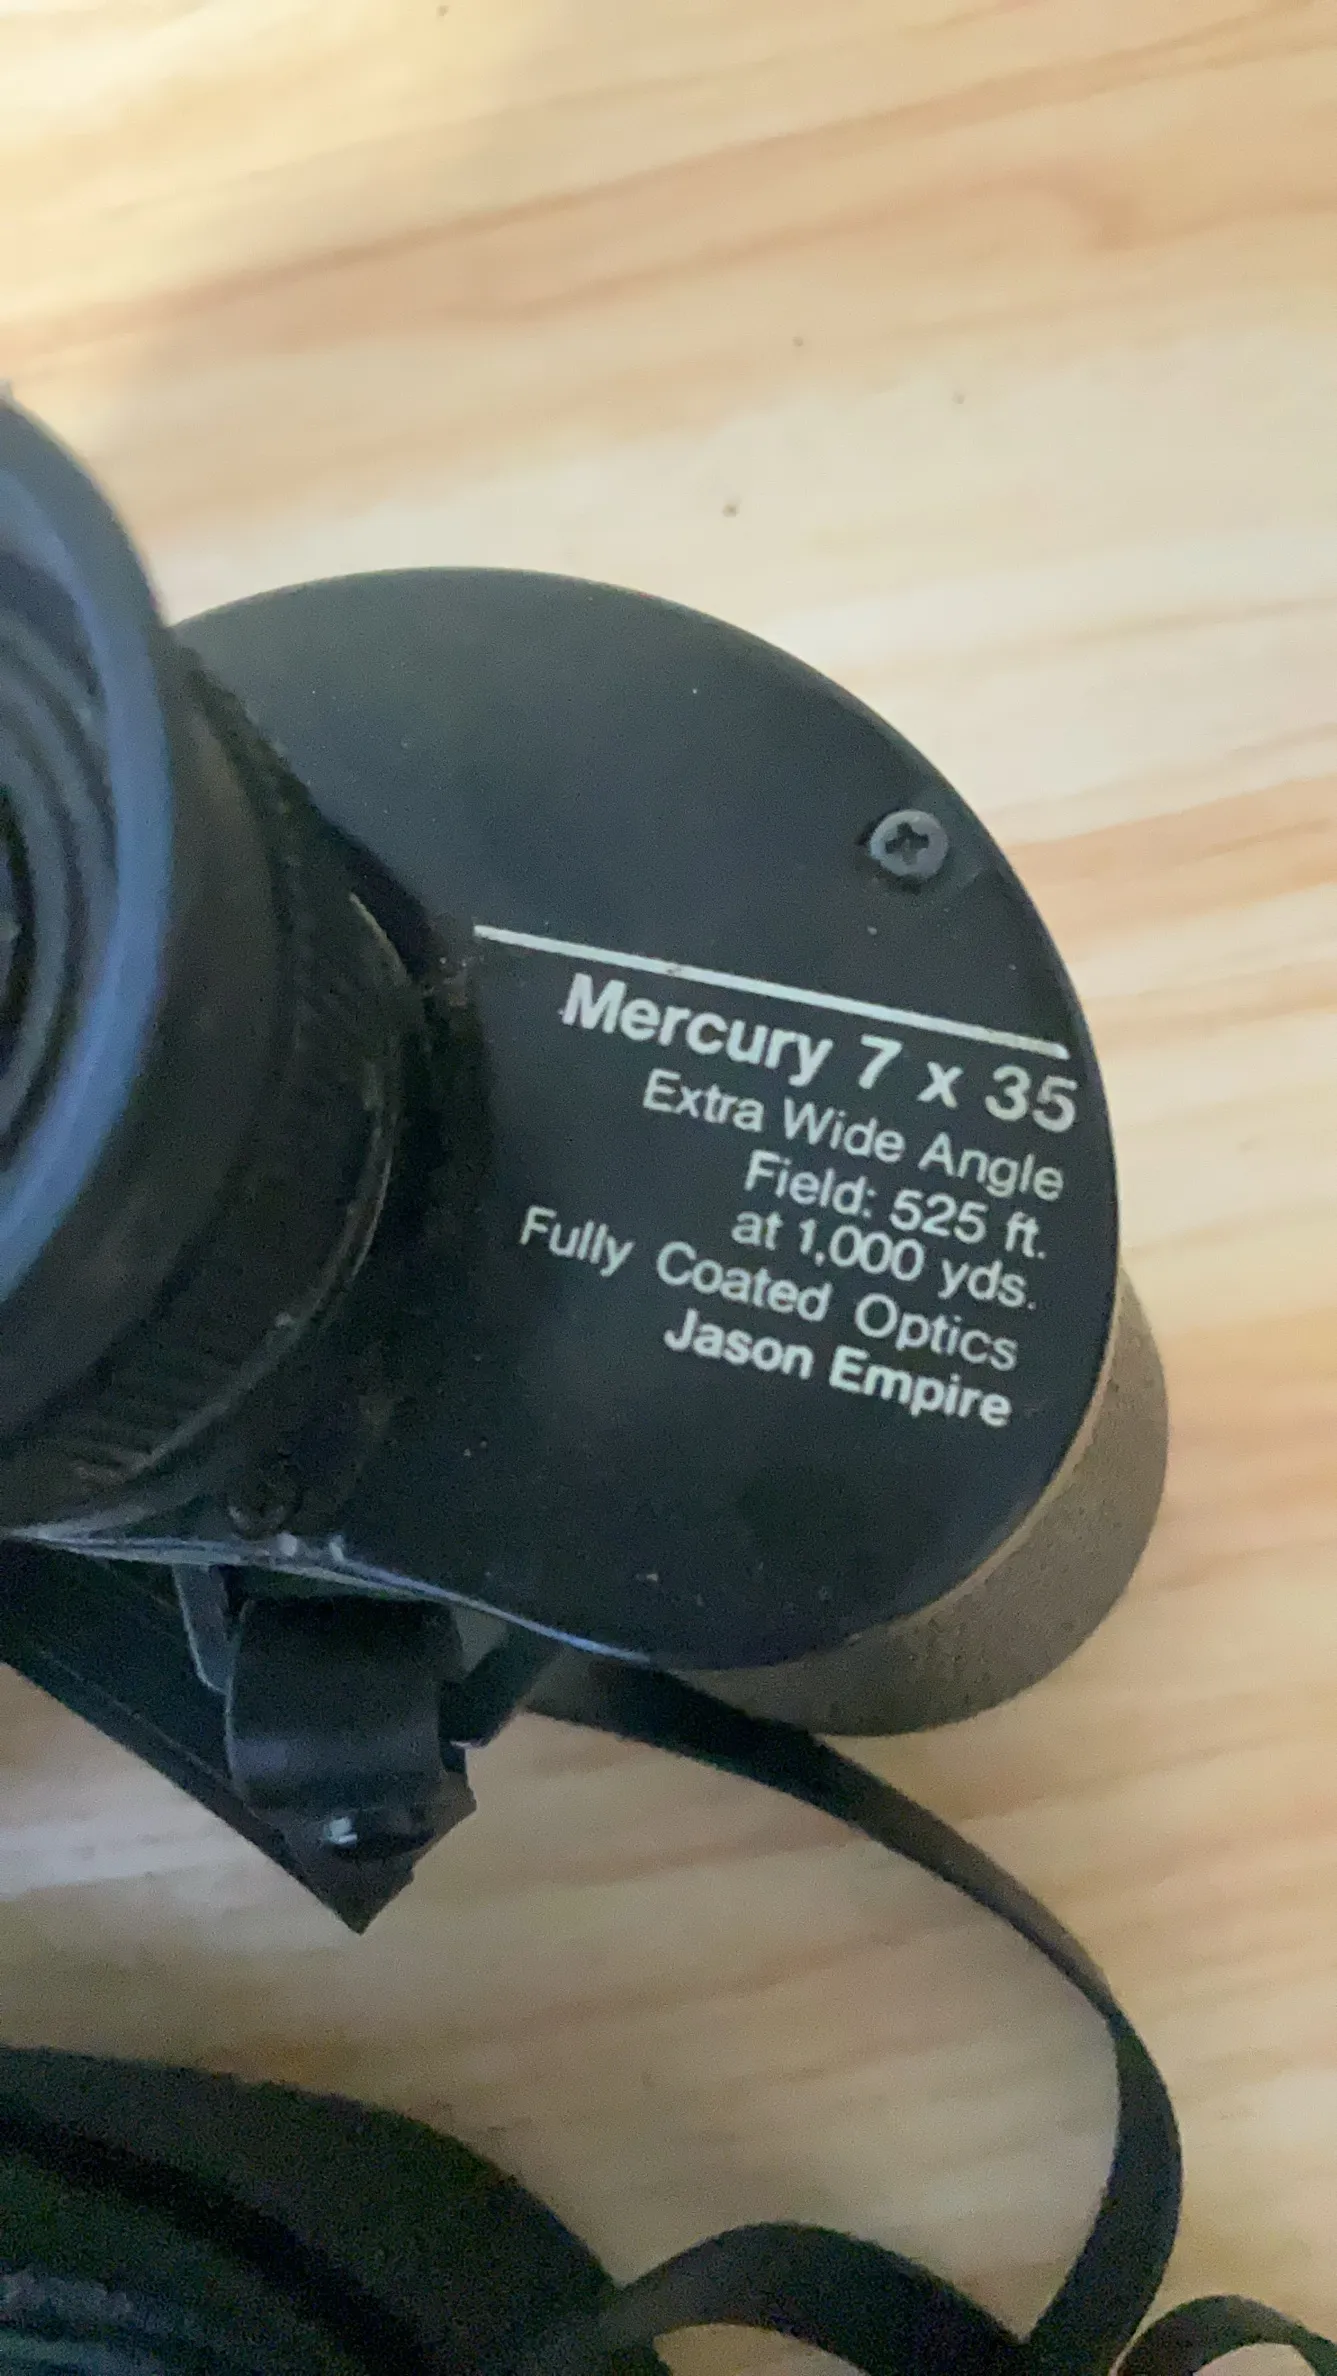 Mercury 7 x 35
Extra Wide Angle
Field: 525 ft.
at 1,000 yds.
Fully Coated Optics
Jason Empire